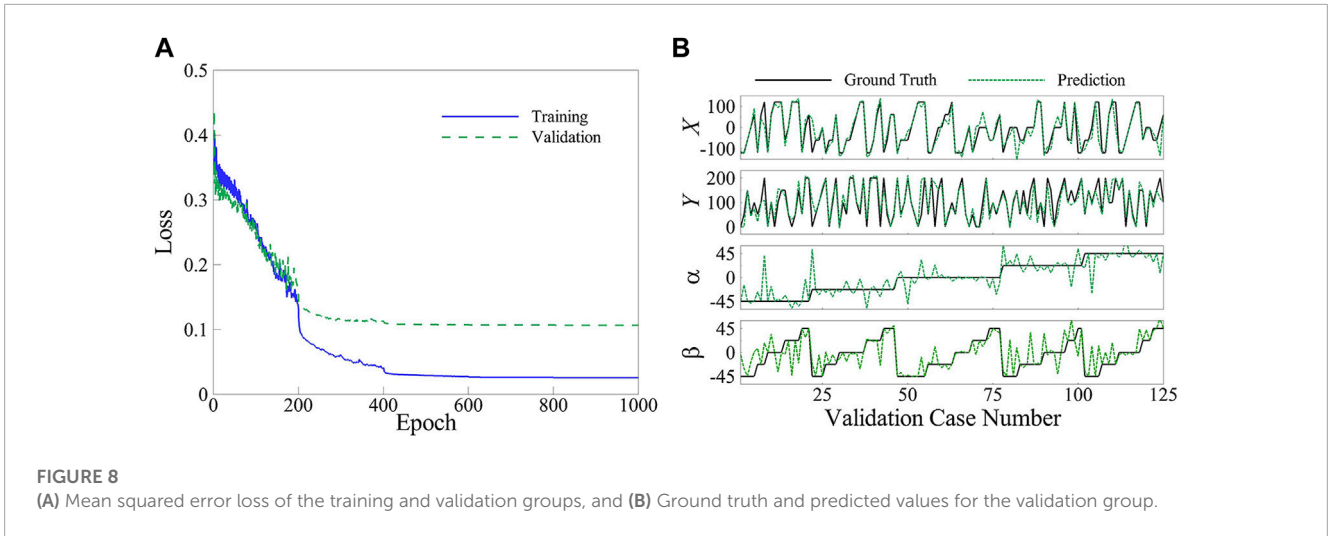 A
0.5
0.4
0.3
0.2
0.1
0
Loss
Training
Validation
0 200 400 600 800 1000
Epoch
B
Ground Truth Prediction
X
100
0
-100
Y
200
100
0
α
45
0
-45
β
45
0
-45
25 50 75 100 125
Validation Case Number
FIGURE 8
(A) Mean squared error loss of the training and validation groups, and (B) Ground truth and predicted values for the validation group.